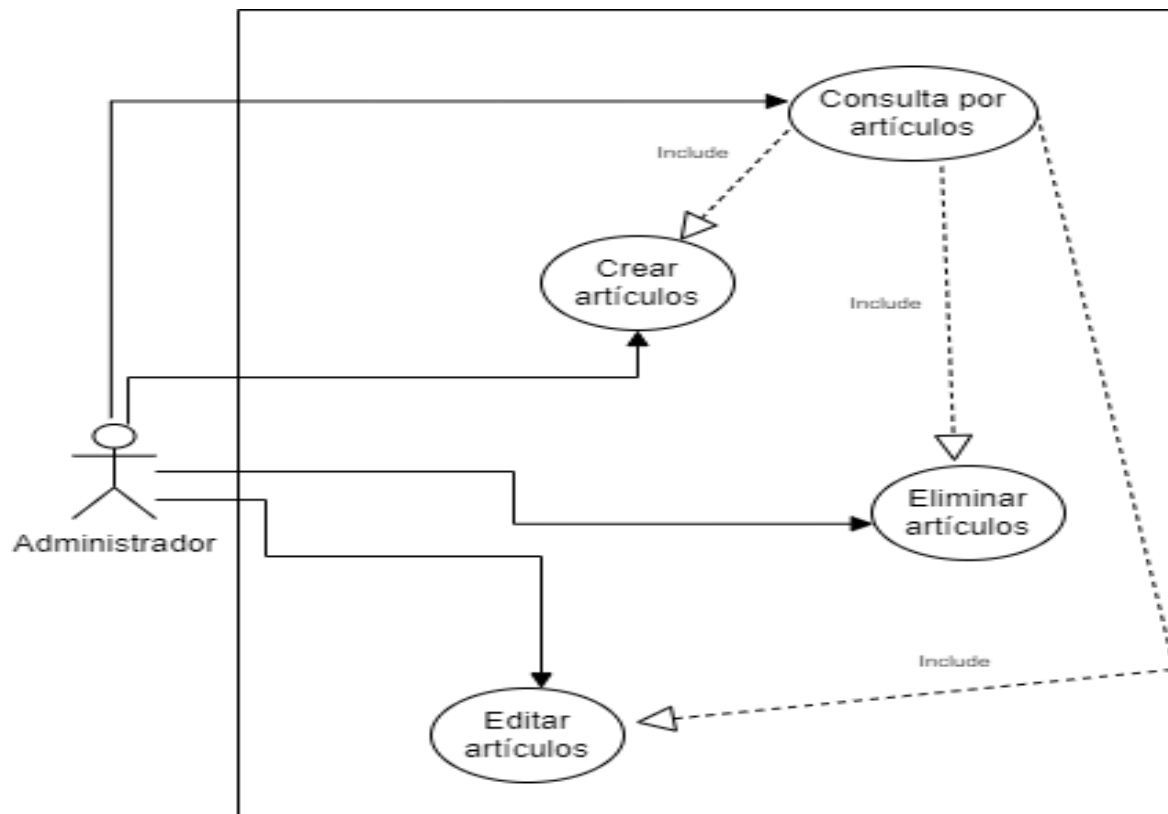 Consulta por
artículos
Include
Crear
artículos
Include
Administrador
Eliminar
artículos
Include
Editar
artículos